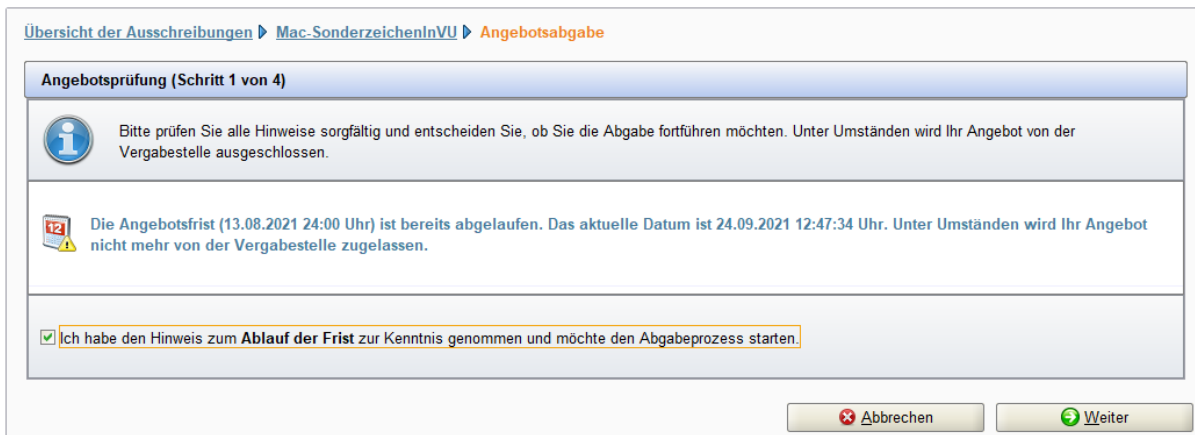 Übersicht der Ausschreibungen Mac-SonderzeichenInVU Angebotsabgabe
Angebotsprüfung (Schritt 1 von 4)
Bitte prüfen Sie alle Hinweise sorgfältig und entscheiden Sie, ob Sie die Abgabe fortführen möchten. Unter Umständen wird Ihr Angebot von der
Vergabestelle ausgeschlossen.
12
Die Angebotsfrist (13.08.2021 24:00 Uhr) ist bereits abgelaufen. Das aktuelle Datum ist 24.09.2021 12:47:34 Uhr. Unter Umständen wird Ihr Angebot
nicht mehr von der Vergabestelle zugelassen.
Ich habe den Hinweis zum Ablauf der Frist zur Kenntnis genommen und möchte den Abgabeprozess starten.
Abbrechen Weiter